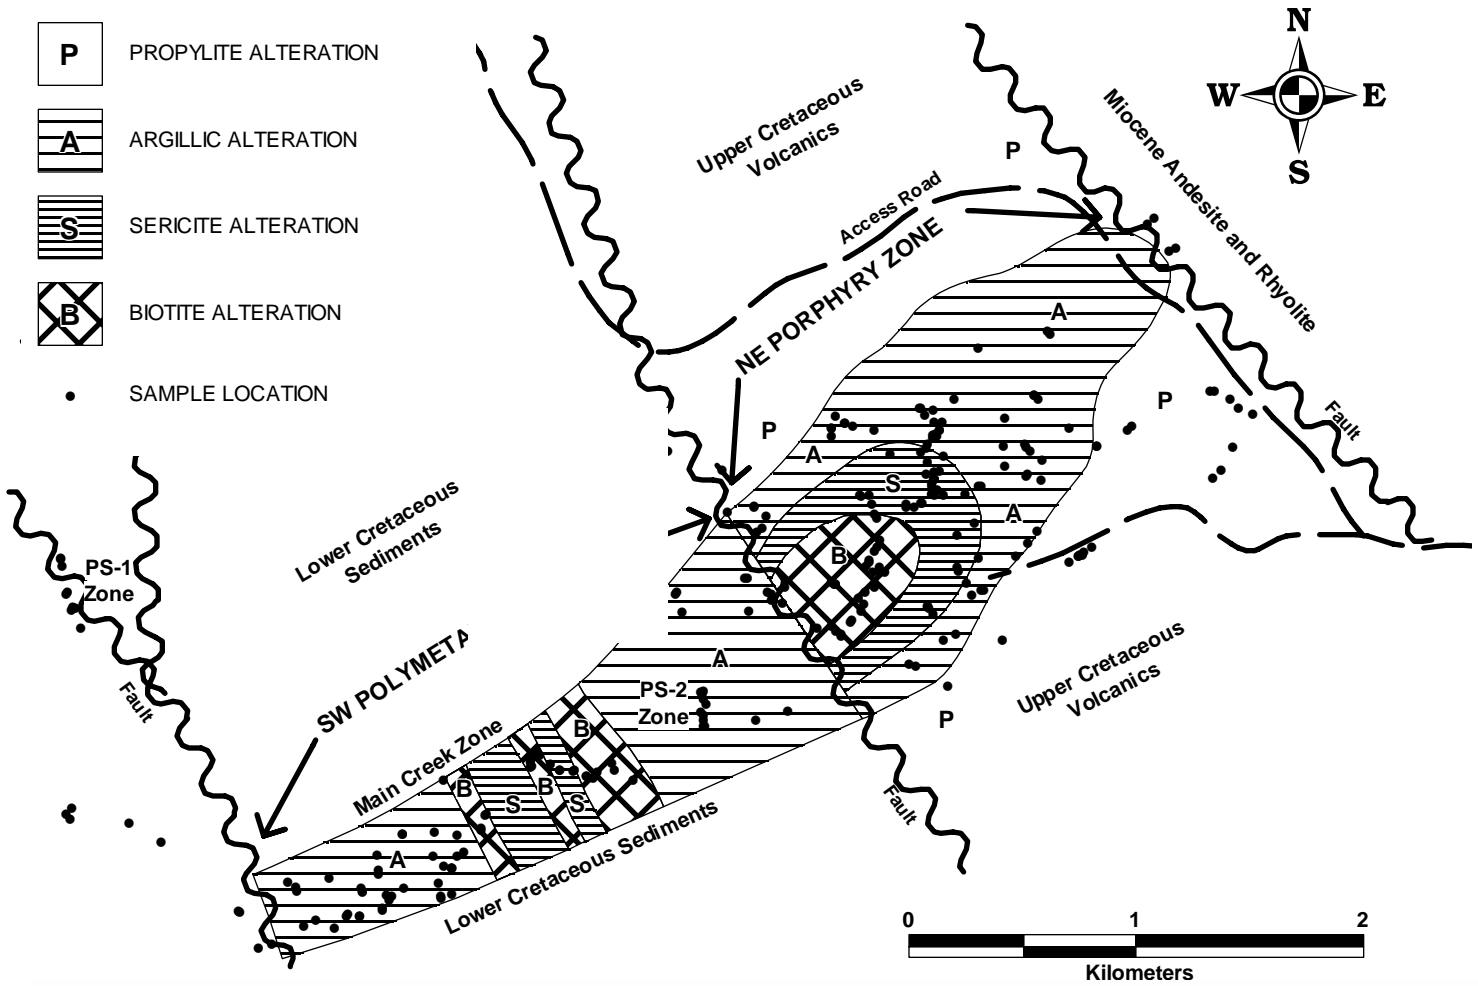 P PROPYLITE ALTERATION
A ARGILLIC ALTERATION
S SERICITE ALTERATION
B BIOTITE ALTERATION
SAMPLE LOCATION
N
W E
S
Upper Cretaceous
Volcanics
P
Miocene Andesite and Rhyolite
Access Road
NE PORPHYRY ZONE
A
P
P
Fault
A
S
A
Lower Cretaceous
Sediments
B
PS-1
Zone
SW POLYMETA
A
PS-2
Zone
Upper Cretaceous
Volcanics
P
Fault
Main Creek Zone
B
B
B
S
S
A
Fault
Lower Cretaceous Sediments
0 1 2
Kilometers